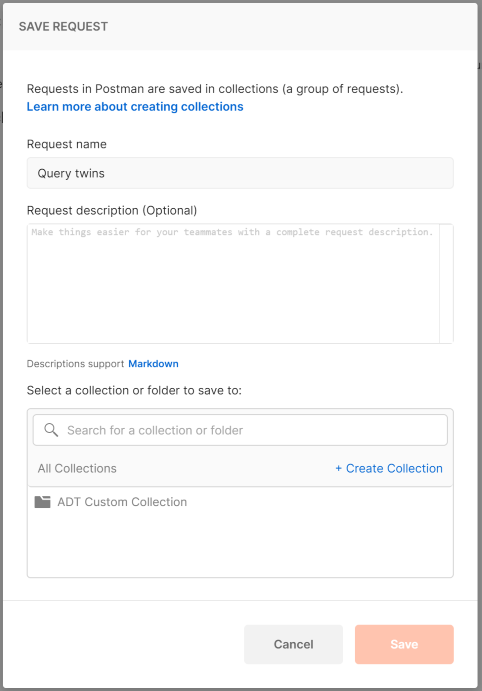 SAVE REQUEST
Requests in Postman are saved in collections (a group of requests).
Learn more about creating collections
Request name
Query twins
Request description (Optional)
Make things easier for your teammates with a complete request description.
Descriptions support Markdown
Select a collection or folder to save to:
Search for a collection or folder
All Collections + Create Collection
ADT Custom Collection
Cancel Save